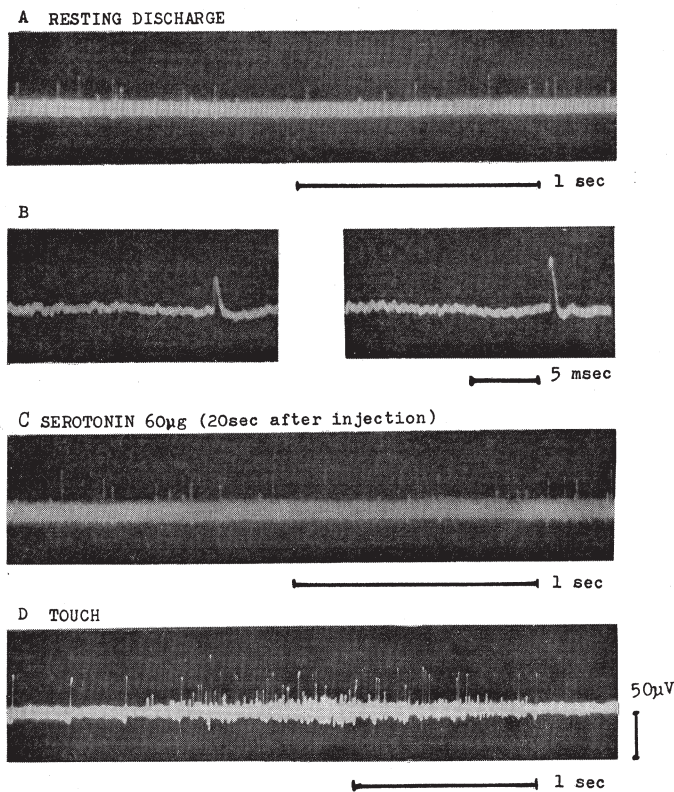 A RESTING DISCHARGE
1 sec
B
5 msec
C SEROTONIN 60µg (20sec after injection)
1 sec
D TOUCH
50µV
1 sec